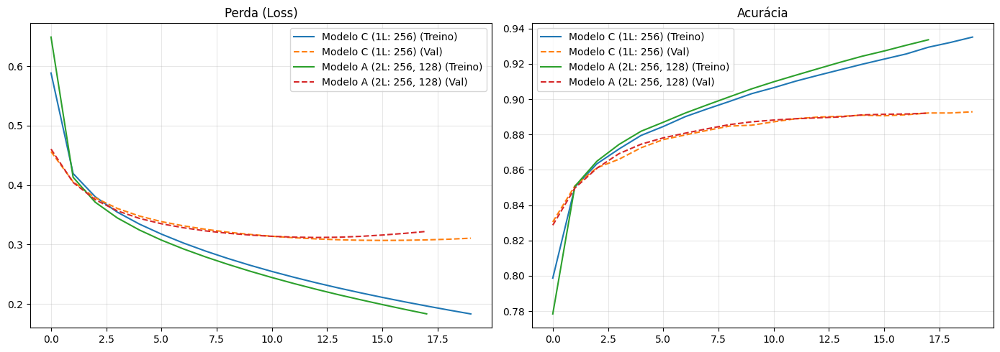 Perda (Loss)
Modelo C (1L: 256) (Treino)
Modelo C (1L: 256) (Val)
Modelo A (2L: 256, 128) (Treino)
Modelo A (2L: 256, 128) (Val)
0.6
0.5
0.4
0.3
0.2
0.0 2.5 5.0 7.5 10.0 12.5 15.0 17.5
Acurácia
Modelo C (1L: 256) (Treino)
Modelo C (1L: 256) (Val)
Modelo A (2L: 256, 128) (Treino)
Modelo A (2L: 256, 128) (Val)
0.94
0.92
0.90
0.88
0.86
0.84
0.82
0.80
0.78
0.0 2.5 5.0 7.5 10.0 12.5 15.0 17.5